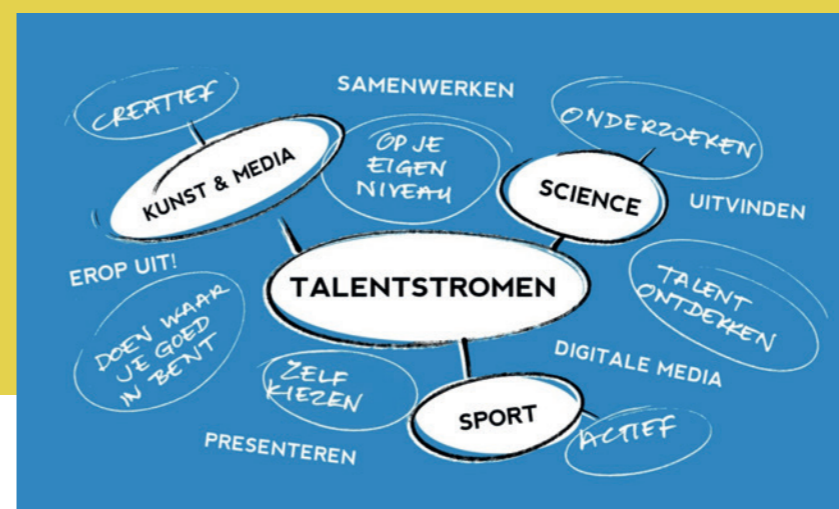 CREATIEF
SAMENWERKEN
ONDERZOEKEN
KUNST & MEDIA
OP JE
EIGEN
NIVEAU
SCIENCE
UITVINDEN
EROP UIT!
TALENTSTROMEN
TALENT
ONTDEKKEN
DOEN WAAR
JE GOED
IN BENT
ZELF
KIEZEN
DIGITALE MEDIA
SPORT
ACTIEF
PRESENTEREN